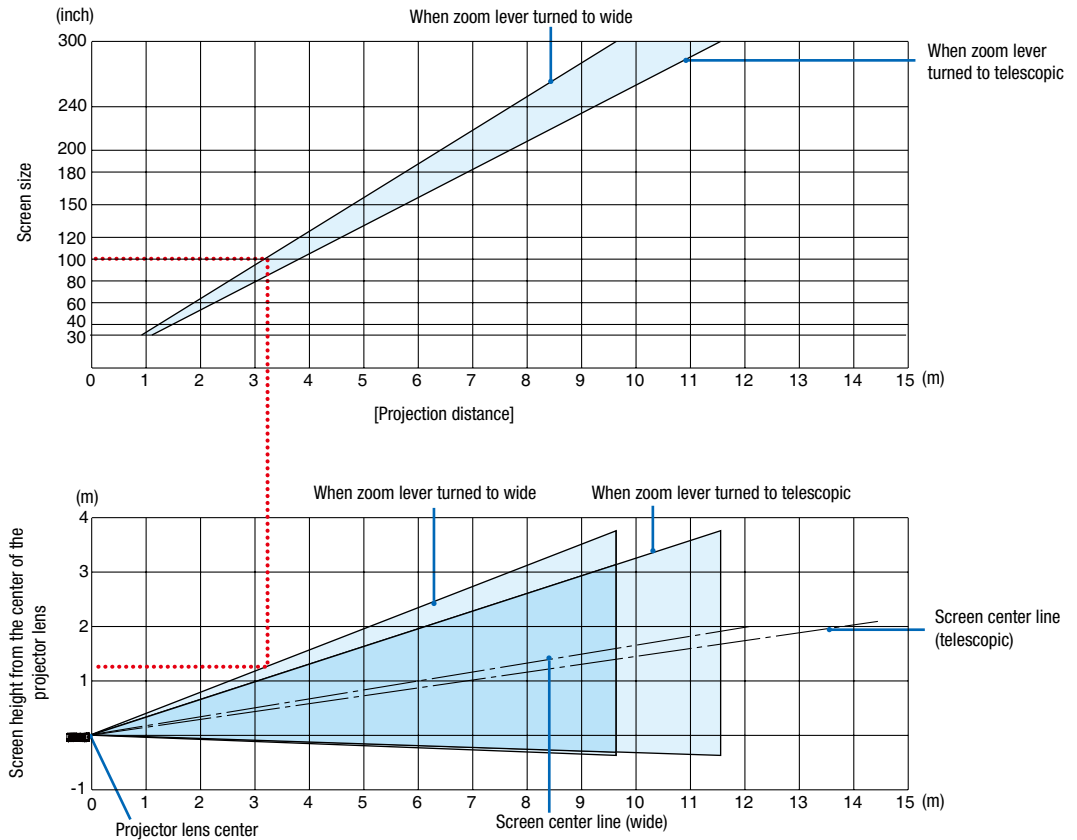 (inch)
When zoom lever turned to wide
When zoom lever
turned to telescopic
Screen size
300
240
200
180
150
120
100
80
60
40
30
0 1 2 3 4 5 6 7 8 9 10 11 12 13 14 15 (m)
[Projection distance]
(m)
When zoom lever turned to wide
When zoom lever turned to telescopic
Screen height from the center of the
projector lens
4
3
2
1
0
-1
Screen center line
(telescopic)
0 1 2 3 4 5 6 7 8 9 10 11 12 13 14 15 (m)
Projector lens center
Screen center line (wide)